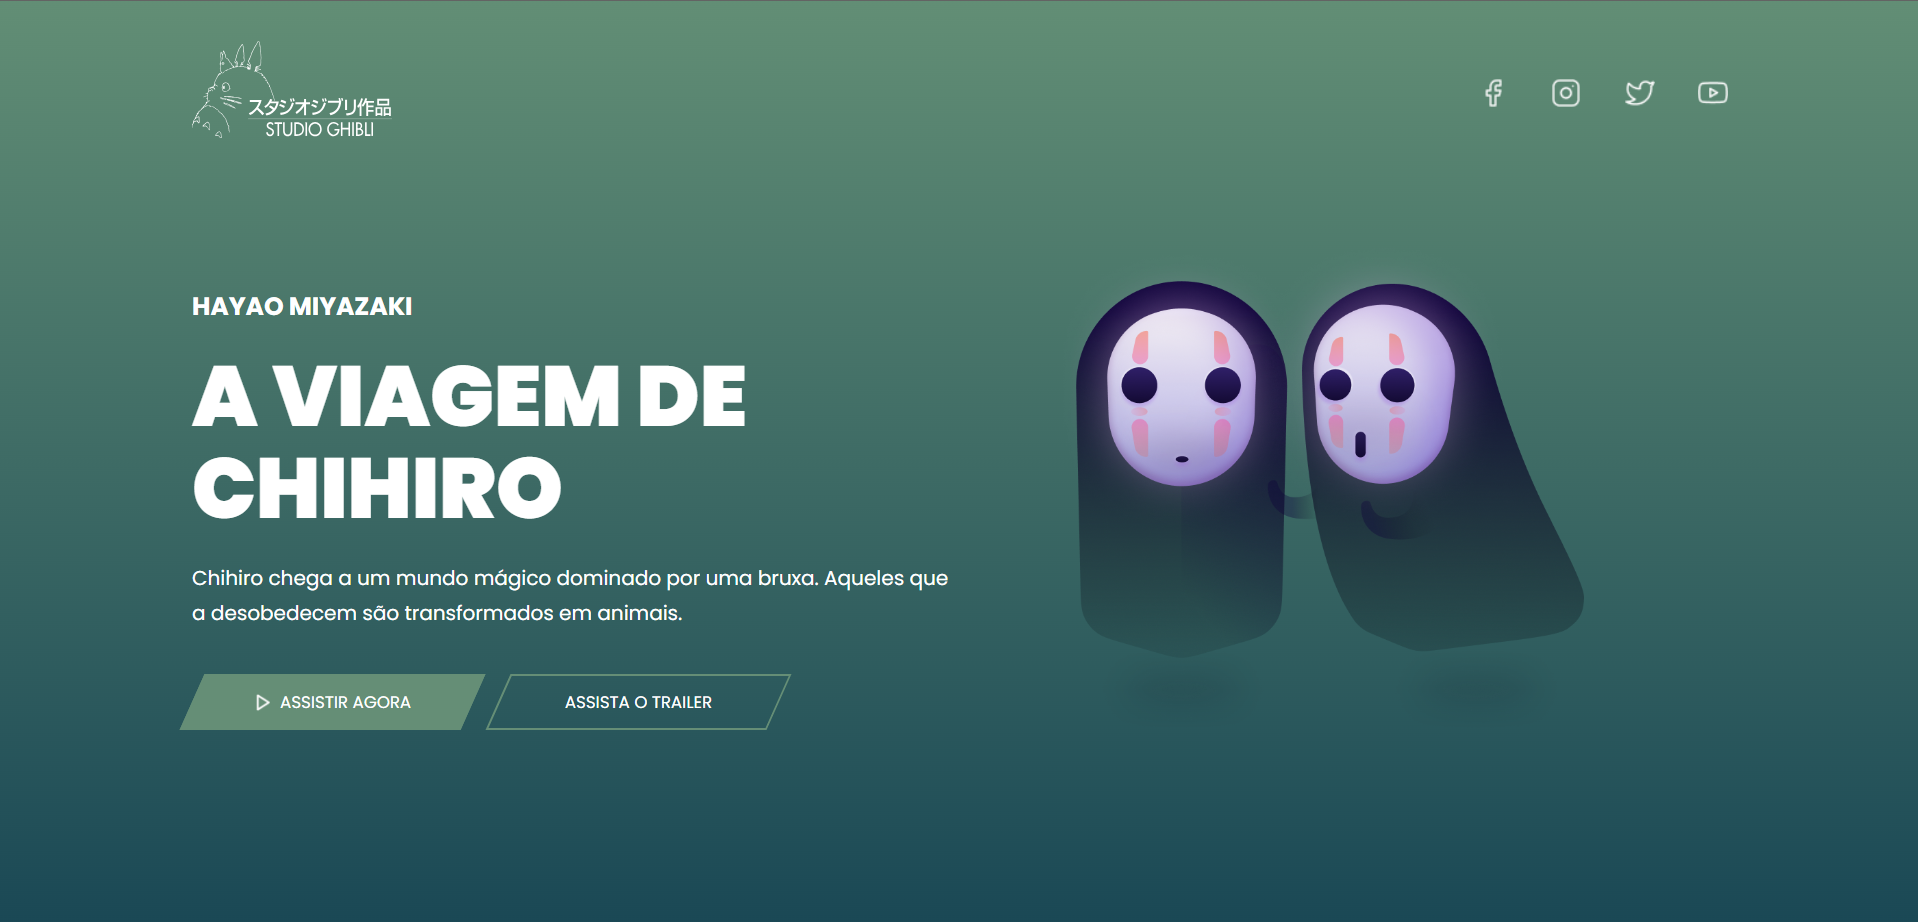 スタジオジブリ作品
STUDIO GHIBLI
HAYAO MIYAZAKI
A VIAGEM DE
CHIHIRO
Chihiro chega a um mundo mágico dominado por uma bruxa. Aqueles que
a desobedecem são transformados em animais.
ASSISTIR AGORA
ASSISTA O TRAILER